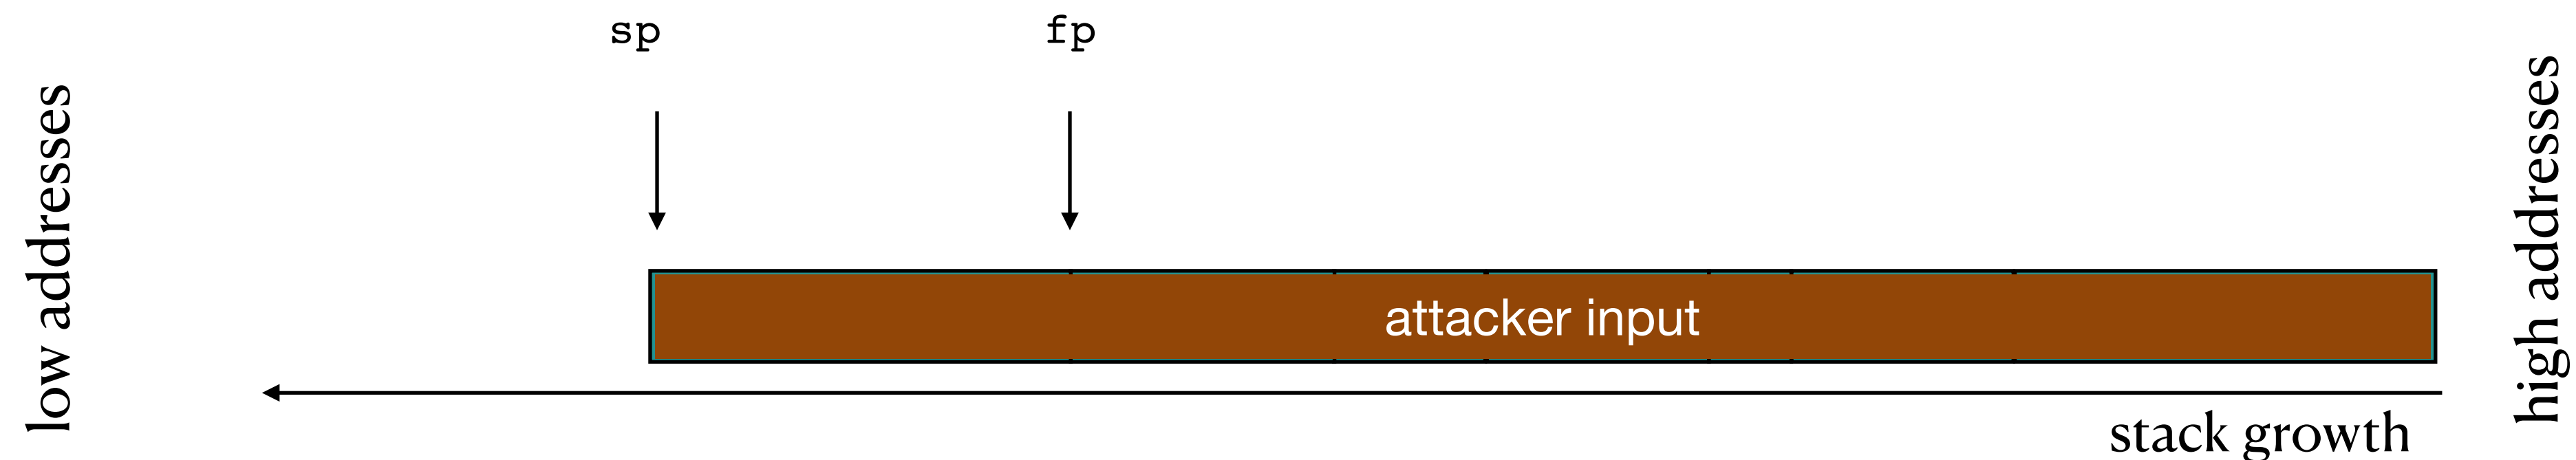 sp
fp
low addresses
high addresses
attacker input
stack growth